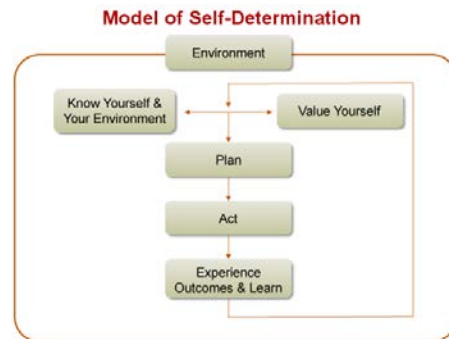 Model of Self-Determination
Environment
Know Yourself &
Your Environment
Value Yourself
Plan
Act
Experience
Outcomes & Learn